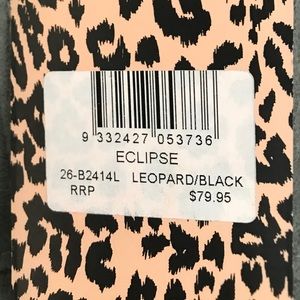 9 332427 053736
ECLIPSE
26-B2414L LEOPARD/BLACK
RRP $79.95